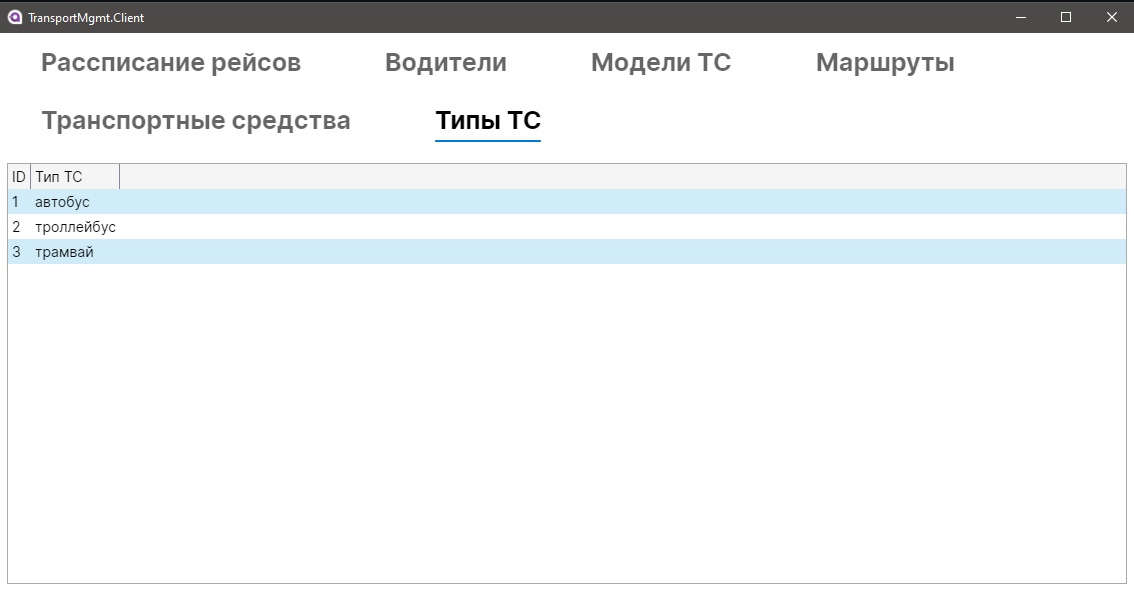 TransportMgmt.Client
Рассписание рейсов Водители Модели ТС Маршруты
Транспортные средства Типы ТС
ID Тип ТС
1 автобус
2 троллейбус
3 трамвай